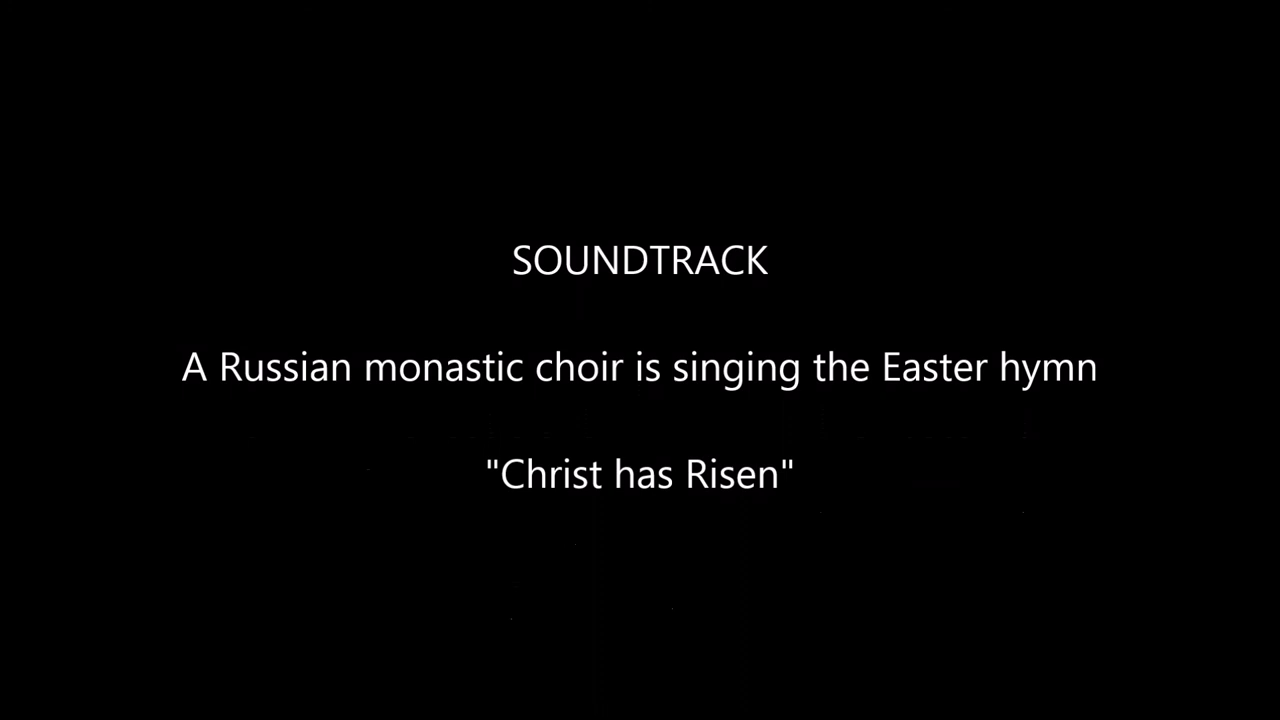 SOUNDTRACK
A Russian monastic choir is singing the Easter hymn
"Christ has Risen"